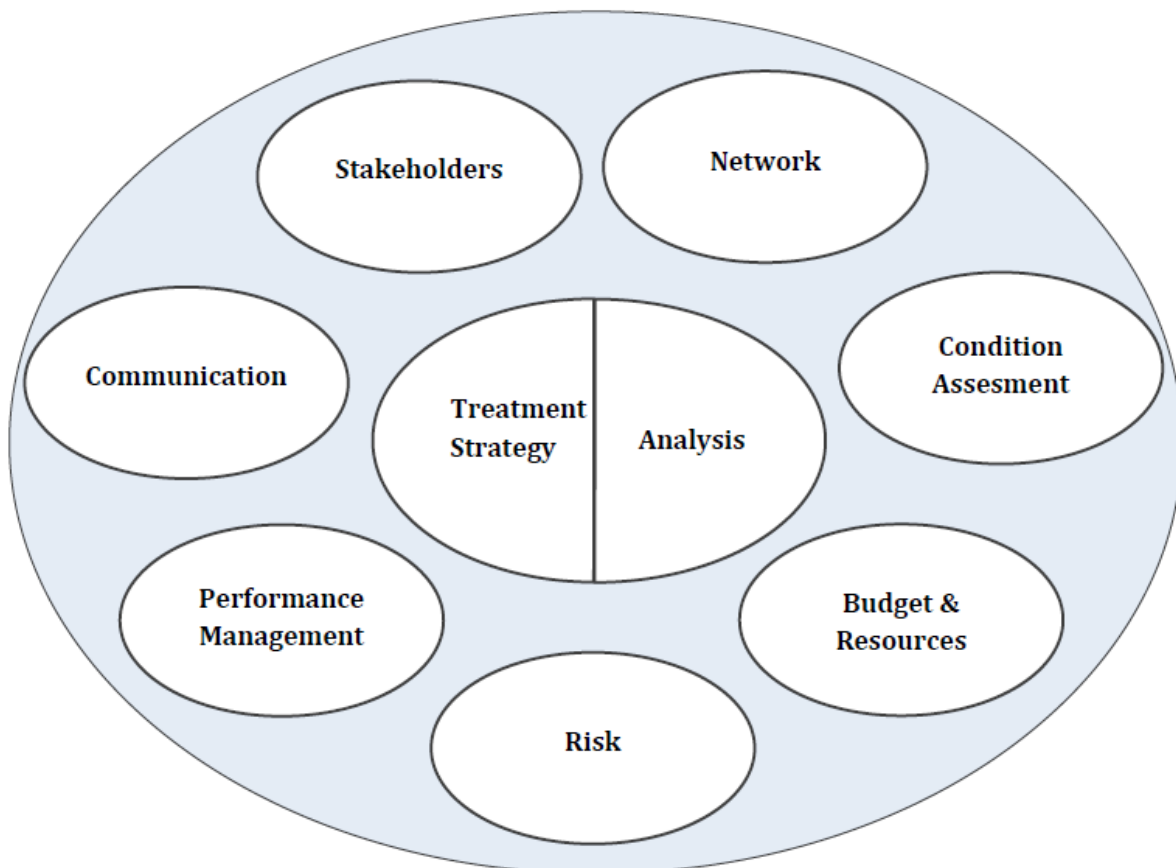 Stakeholders
Network
Communication
Condition
Assesment
Treatment
Strategy
Analysis
Performance
Management
Budget &
Resources
Risk